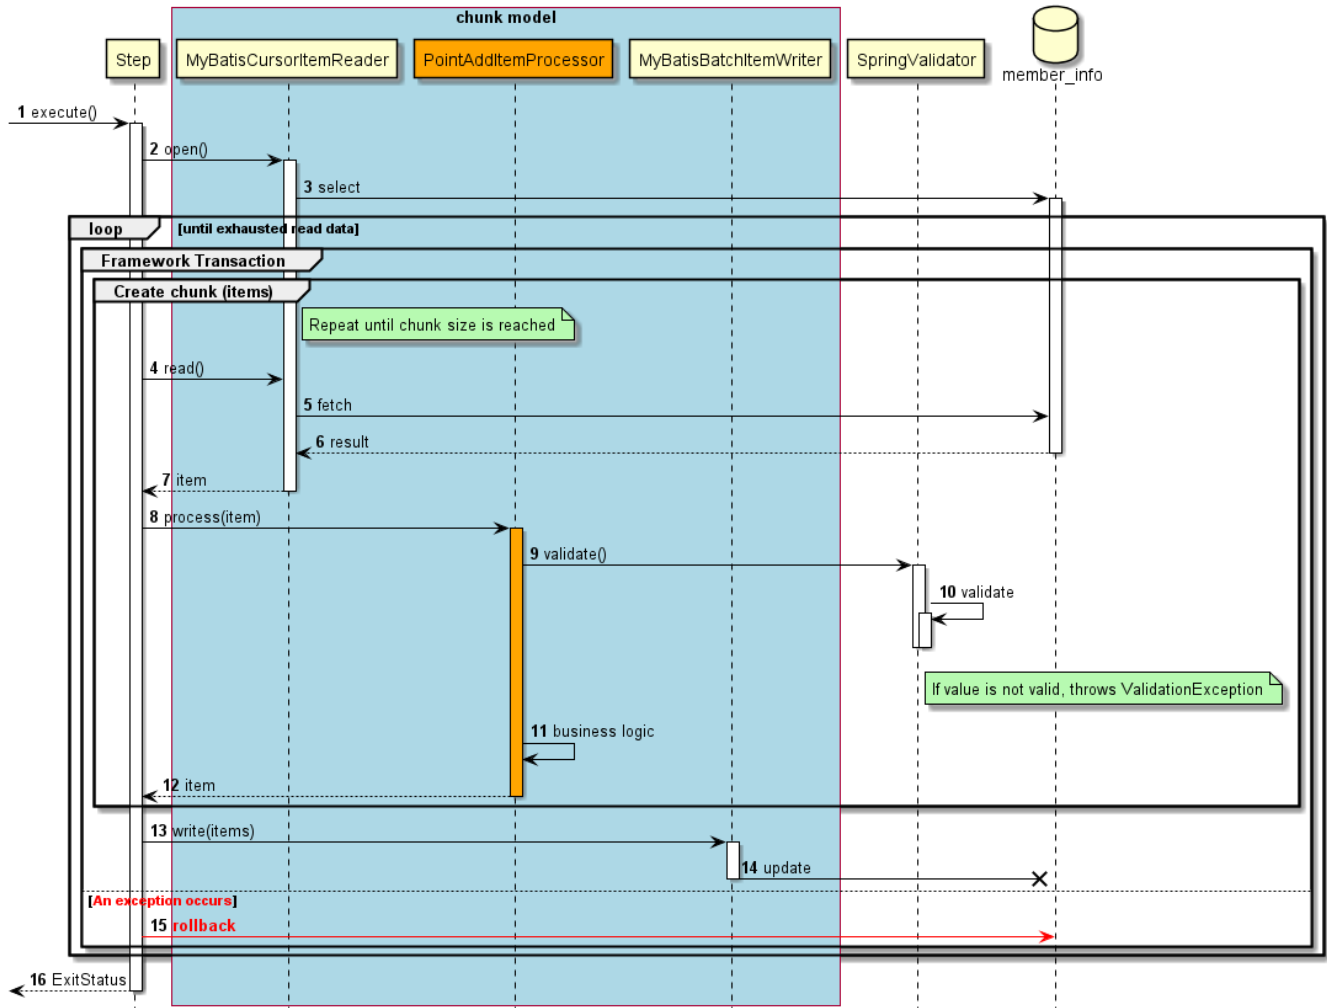 chunk model
Step
MyBatisCursorItemReader
PointAddItemProcessor
MyBatisBatchItemWriter
SpringValidator
member_info
1 execute()
2 open()
3 select
loop [until exhausted read data]
Framework Transaction
Create chunk (items)
Repeat until chunk size is reached
4 read()
5 fetch
6 result
7 item
8 process(item)
9 validate()
10 validate
If value is not valid, throws ValidationException
11 business logic
12 item
13 write(items)
14 update
[An exception occurs]
15 rollback
16 ExitStatus